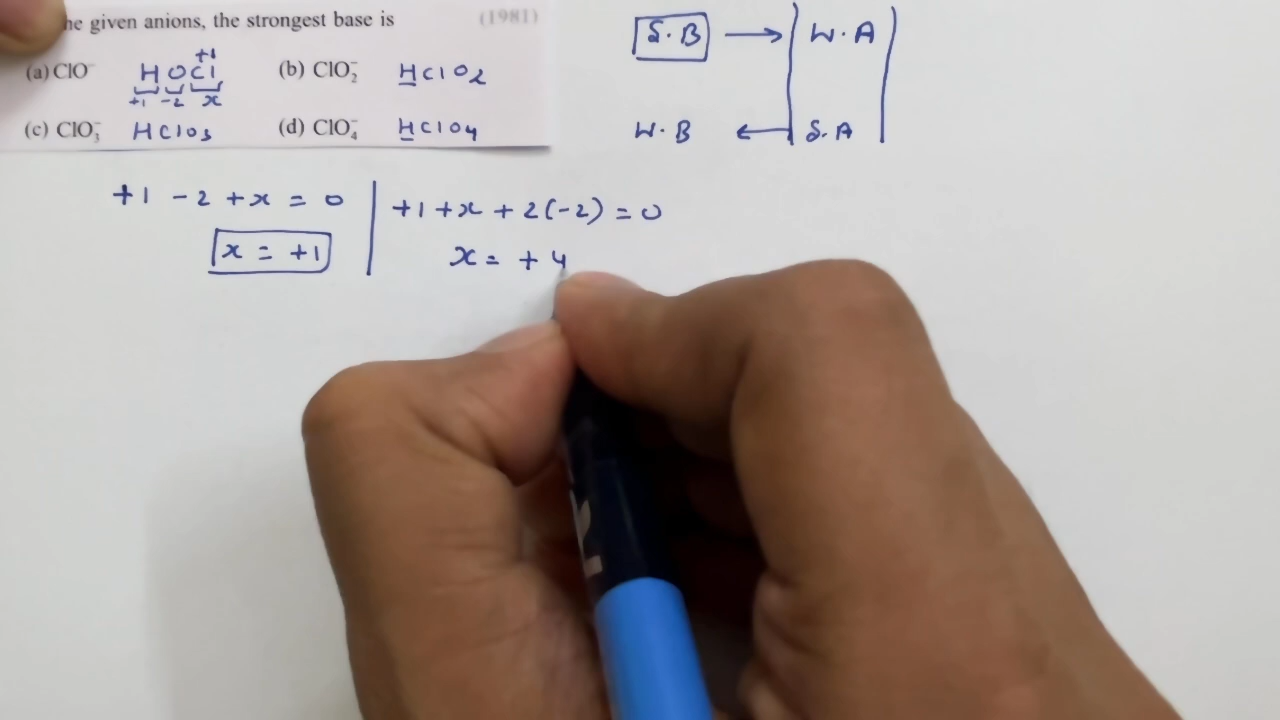 he given anions, the strongest base is (1981)
(a) ClO⁻ HOCl +1 (b) ClO₂⁻ HClO2
+1 -2 x
(c) ClO₃⁻ HClO3 (d) ClO₄⁻ HClO4
S.B → W.A
W.B ← S.A
+1 -2 +x = 0
x = +1
+1 +x + 2(-2) = 0
x = + 4